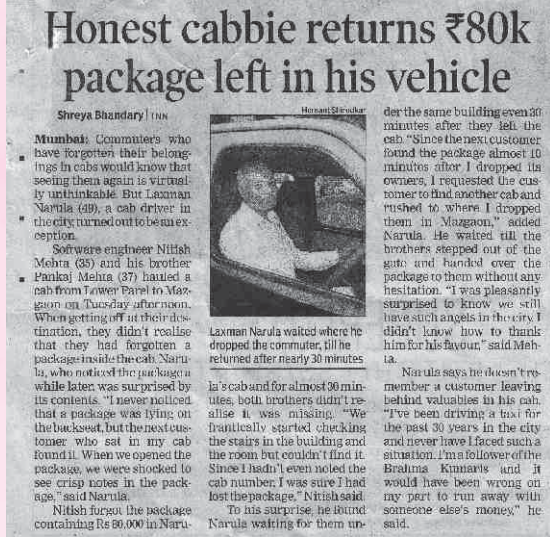 Honest cabbie returns ₹80k
package left in his vehicle
Shreya Bhandary | TNN
Mumbai: Commuters who
have forgotten their belong-
ings in cabs would know that
seeing them again is virtual-
ly unthinkable. But Laxman
Narula (49), a cab driver in
the city, turned out to be an ex-
ception.
Software engineer Nitish
Mehta (35) and his brother
Pankaj Mehta (37) hauled a
cab from Lower Parel to Maz-
gaon on Tuesday afternoon.
When getting off at their des-
tination, they didn't realise
that they had forgotten a
package inside the cab. Naru-
la, who noticed the package a
while later, was surprised by
its contents. "I never noticed
that a package was lying on
the backseat, but the next cus-
tomer who sat in my cab
found it. When we opened the
package, we were shocked to
see crisp notes in the pack-
age," said Narula.
Nitish forgot the package
containing Rs 80,000 in Naru-
Hemant Shirodkar
Laxman Narula waited where he
dropped the commuter, till he
returned after nearly 30 minutes
la's cab and for almost 30 min-
utes, both brothers didn't re-
alise it was missing. "We
frantically started checking
the stairs in the building and
the room but couldn't find it.
Since I hadn't even noted the
cab number, I was sure I had
lost the package," Nitish said.
To his surprise, he found
Narula waiting for them un-
der the same building even 30
minutes after they left the
cab. "Since the next customer
found the package almost 10
minutes after I dropped its
owners, I requested the cus-
tomer to find another cab and
rushed to where I dropped
them in Mazgaon," added
Narula. He waited till the
brothers stepped out of the
gate and handed over the
package to them without any
hesitation. "I was pleasantly
surprised to know we still
have such angels in the city. I
didn't know how to thank
him for his favour," said Meh-
ta.
Narula says he doesn't re-
member a customer leaving
behind valuables in his cab.
"I've been driving a taxi for
the past 30 years in the city
and never have I faced such a
situation. I'm a follower of the
Brahma Kumaris and it
would have been wrong on
my part to run away with
someone else's money," he
said.